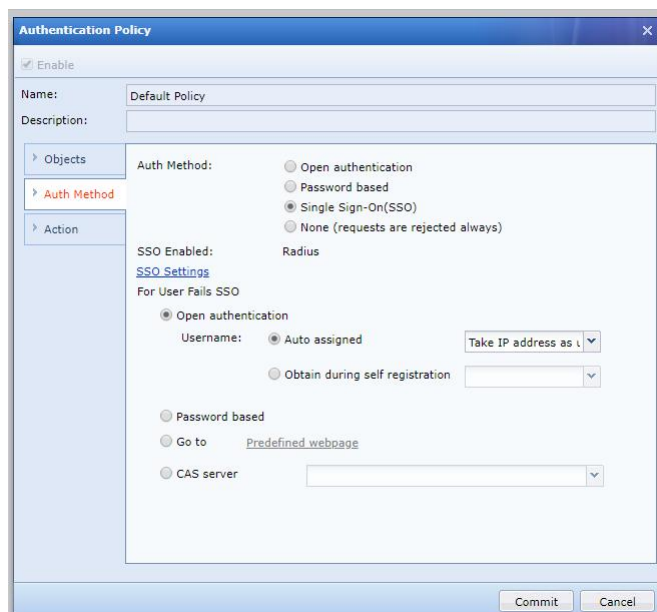 Authentication Policy
Enable
Name: Default Policy
Description:
Objects
Auth Method
Action
Auth Method: Open authentication
Password based
Single Sign-On(SSO)
None (requests are rejected always)
SSO Enabled: Radius
SSO Settings
For User Fails SSO
Open authentication
Username: Auto assigned Take IP address as
Obtain during self registration
Password based
Go to Predefined webpage
CAS server
Commit Cancel